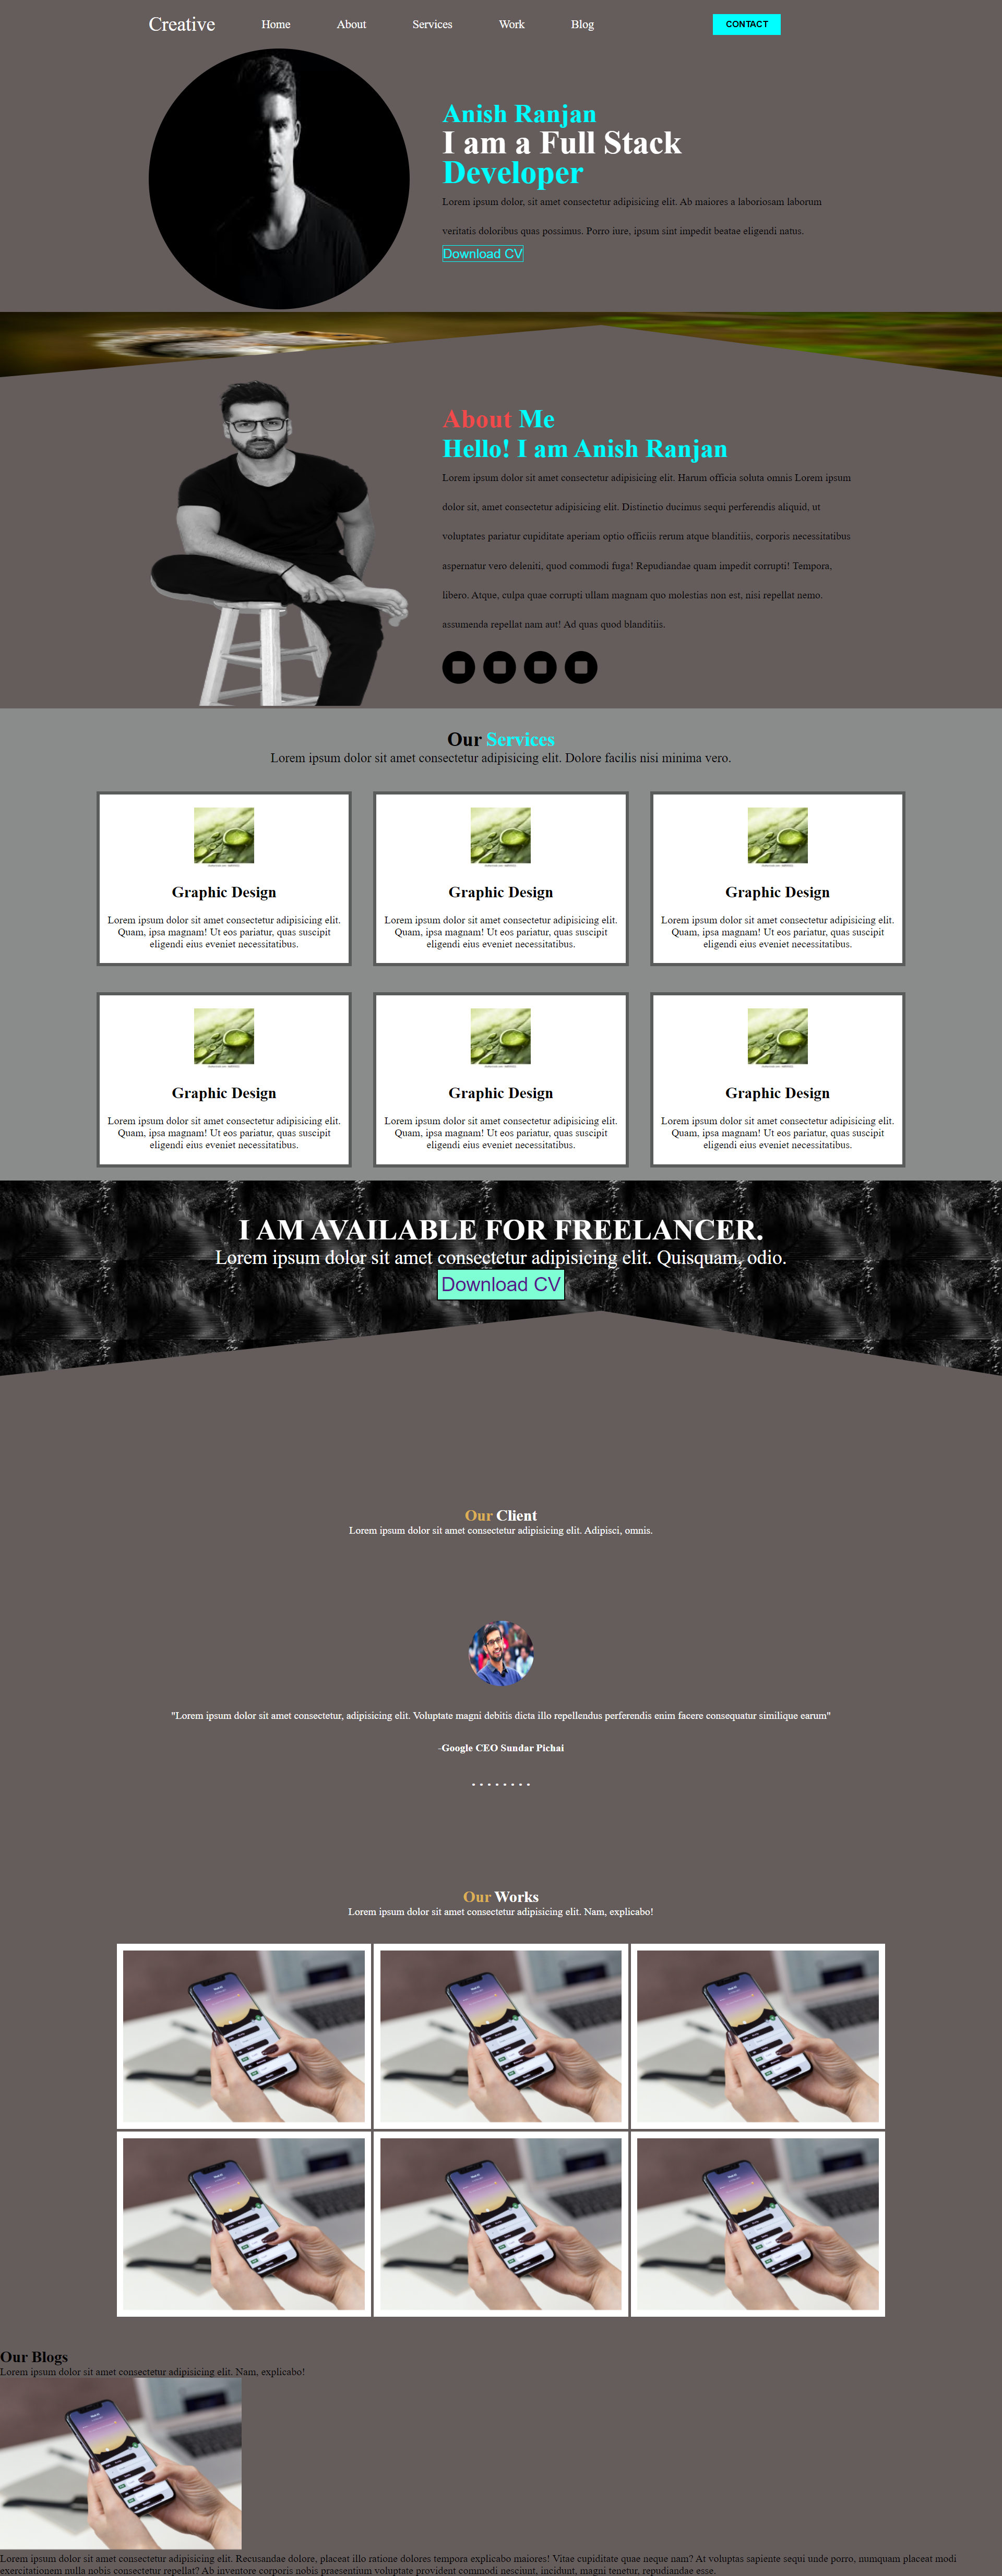 Creative Home About Services Work Blog CONTACT
Anish Ranjan
I am a Full Stack
Developer
Lorem ipsum dolor, sit amet consectetur adipisicing elit. Ab maiores a laboriosam laborum
veritatis doloribus quas possimus. Porro iure, ipsum sint impedit beatae eligendi natus.
Download CV
About Me
Hello! I am Anish Ranjan
Lorem ipsum dolor sit amet consectetur adipisicing elit. Harum officia soluta omnis Lorem ipsum
dolor sit, amet consectetur adipisicing elit. Distinctio ducimus sequi perferendis aliquid, ut
voluptates pariatur cupiditate aperiam optio officiis rerum atque blanditiis, corporis necessitatibus
aspernatur vero deleniti, quod commodi fuga! Repudiandae quam impedit corrupti! Tempora,
libero. Atque, culpa quae corrupti ullam magnam quo molestias non est, nisi repellat nemo.
assumenda repellat nam aut! Ad quas quod blanditiis.
Our Services
Lorem ipsum dolor sit amet consectetur adipisicing elit. Dolore facilis nisi minima vero.
Graphic Design
Lorem ipsum dolor sit amet consectetur adipisicing elit.
Quam, ipsa magnam! Ut eos pariatur, quas suscipit
eligendi eius eveniet necessitatibus.
Graphic Design
Lorem ipsum dolor sit amet consectetur adipisicing elit.
Quam, ipsa magnam! Ut eos pariatur, quas suscipit
eligendi eius eveniet necessitatibus.
Graphic Design
Lorem ipsum dolor sit amet consectetur adipisicing elit.
Quam, ipsa magnam! Ut eos pariatur, quas suscipit
eligendi eius eveniet necessitatibus.
Graphic Design
Lorem ipsum dolor sit amet consectetur adipisicing elit.
Quam, ipsa magnam! Ut eos pariatur, quas suscipit
eligendi eius eveniet necessitatibus.
Graphic Design
Lorem ipsum dolor sit amet consectetur adipisicing elit.
Quam, ipsa magnam! Ut eos pariatur, quas suscipit
eligendi eius eveniet necessitatibus.
Graphic Design
Lorem ipsum dolor sit amet consectetur adipisicing elit.
Quam, ipsa magnam! Ut eos pariatur, quas suscipit
eligendi eius eveniet necessitatibus.
I AM AVAILABLE FOR FREELANCER.
Lorem ipsum dolor sit amet consectetur adipisicing elit. Quisquam, odio.
Download CV
Our Client
Lorem ipsum dolor sit amet consectetur adipisicing elit. Adipisci, omnis.
"Lorem ipsum dolor sit amet consectetur, adipisicing elit. Voluptate magni debitis dicta illo repellendus perferendis enim facere consequatur similique earum"
-Google CEO Sundar Pichai
Our Works
Lorem ipsum dolor sit amet consectetur adipisicing elit. Nam, explicabo!
Our Blogs
Lorem ipsum dolor sit amet consectetur adipisicing elit. Nam, explicabo!
Lorem ipsum dolor sit amet consectetur adipisicing elit. Recusandae dolore, placeat illo ratione dolores tempora explicabo maiores! Vitae cupiditate quae neque nam? At voluptas sapiente sequi unde porro, numquam placeat modi
exercitationem nulla nobis consectetur repellat? Ab inventore corporis nobis praesentium voluptate provident commodi nesciunt, incidunt, magni tenetur, repudiandae esse.